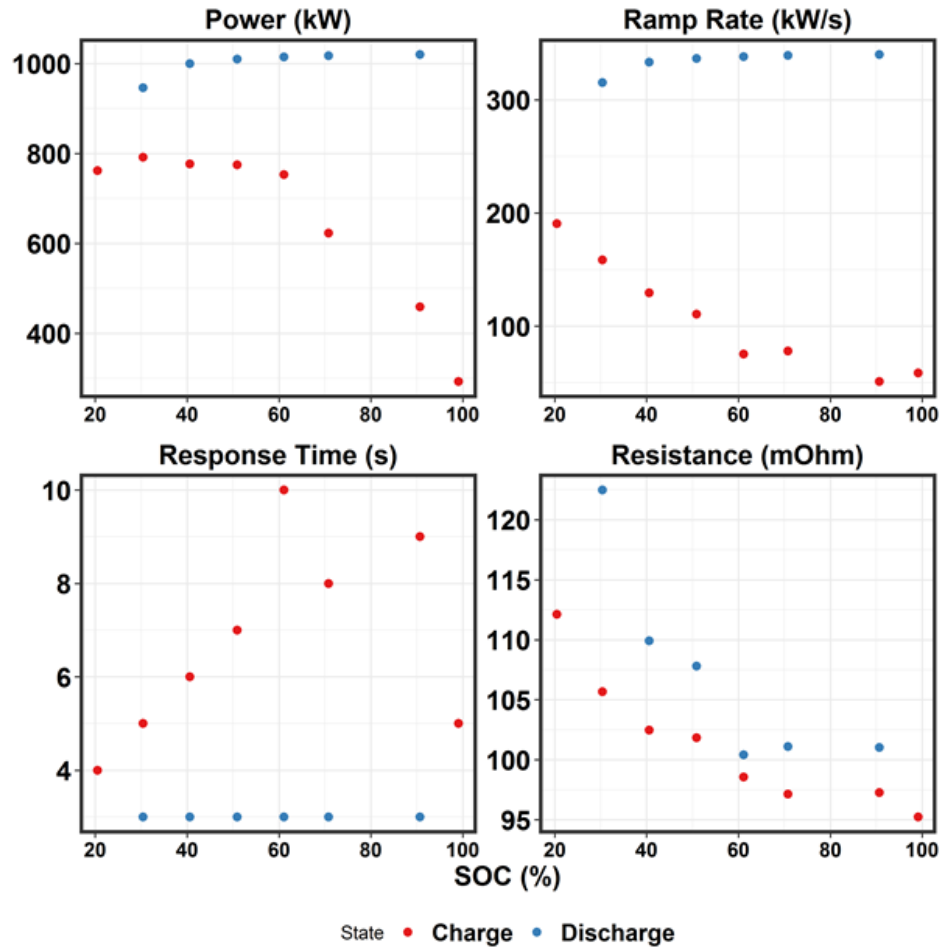 Power (kW)
1000
800
600
400
20 40 60 80 100
Ramp Rate (kW/s)
300
200
100
20 40 60 80 100
Response Time (s)
10
8
6
4
20 40 60 80 100
Resistance (mOhm)
120
115
110
105
100
95
20 40 60 80 100
SOC (%)
State Charge Discharge